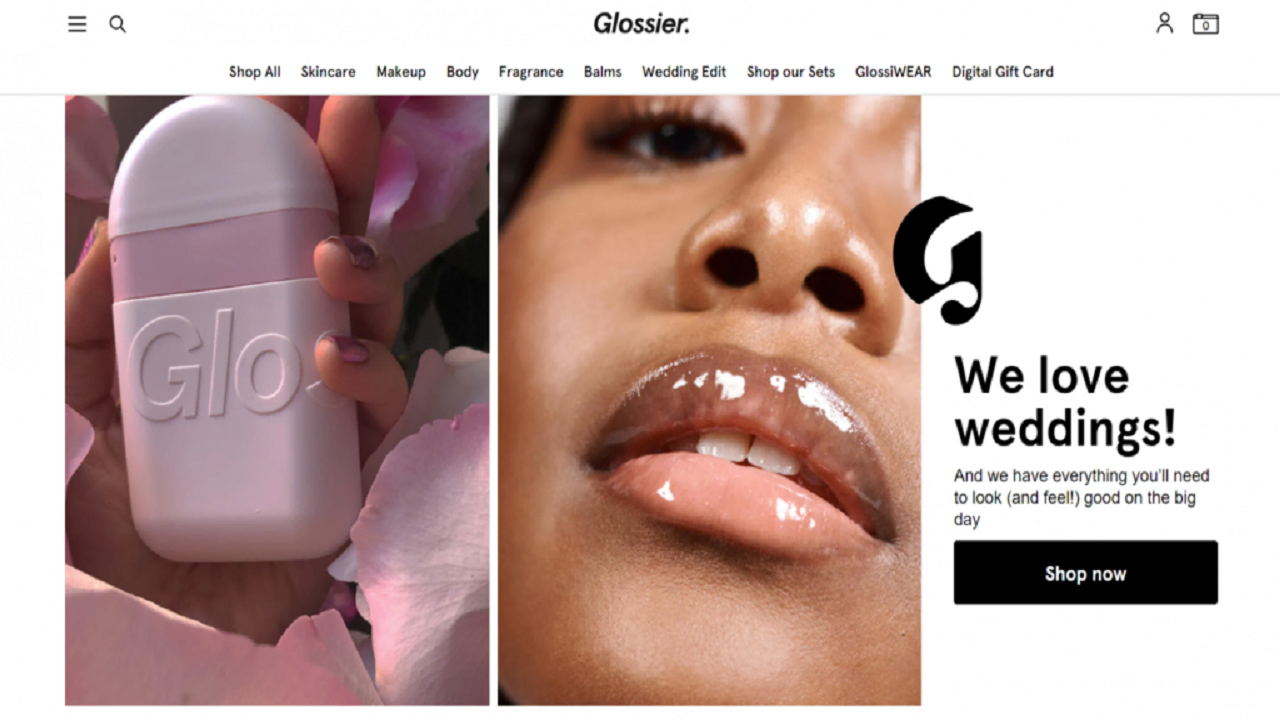 Glossier.
0
Shop All Skincare Makeup Body Fragrance Balms Wedding Edit Shop our Sets GlossiWEAR Digital Gift Card
Glos
G
We love
weddings!
And we have everything you'll need
to look (and feel!) good on the big
day
Shop now